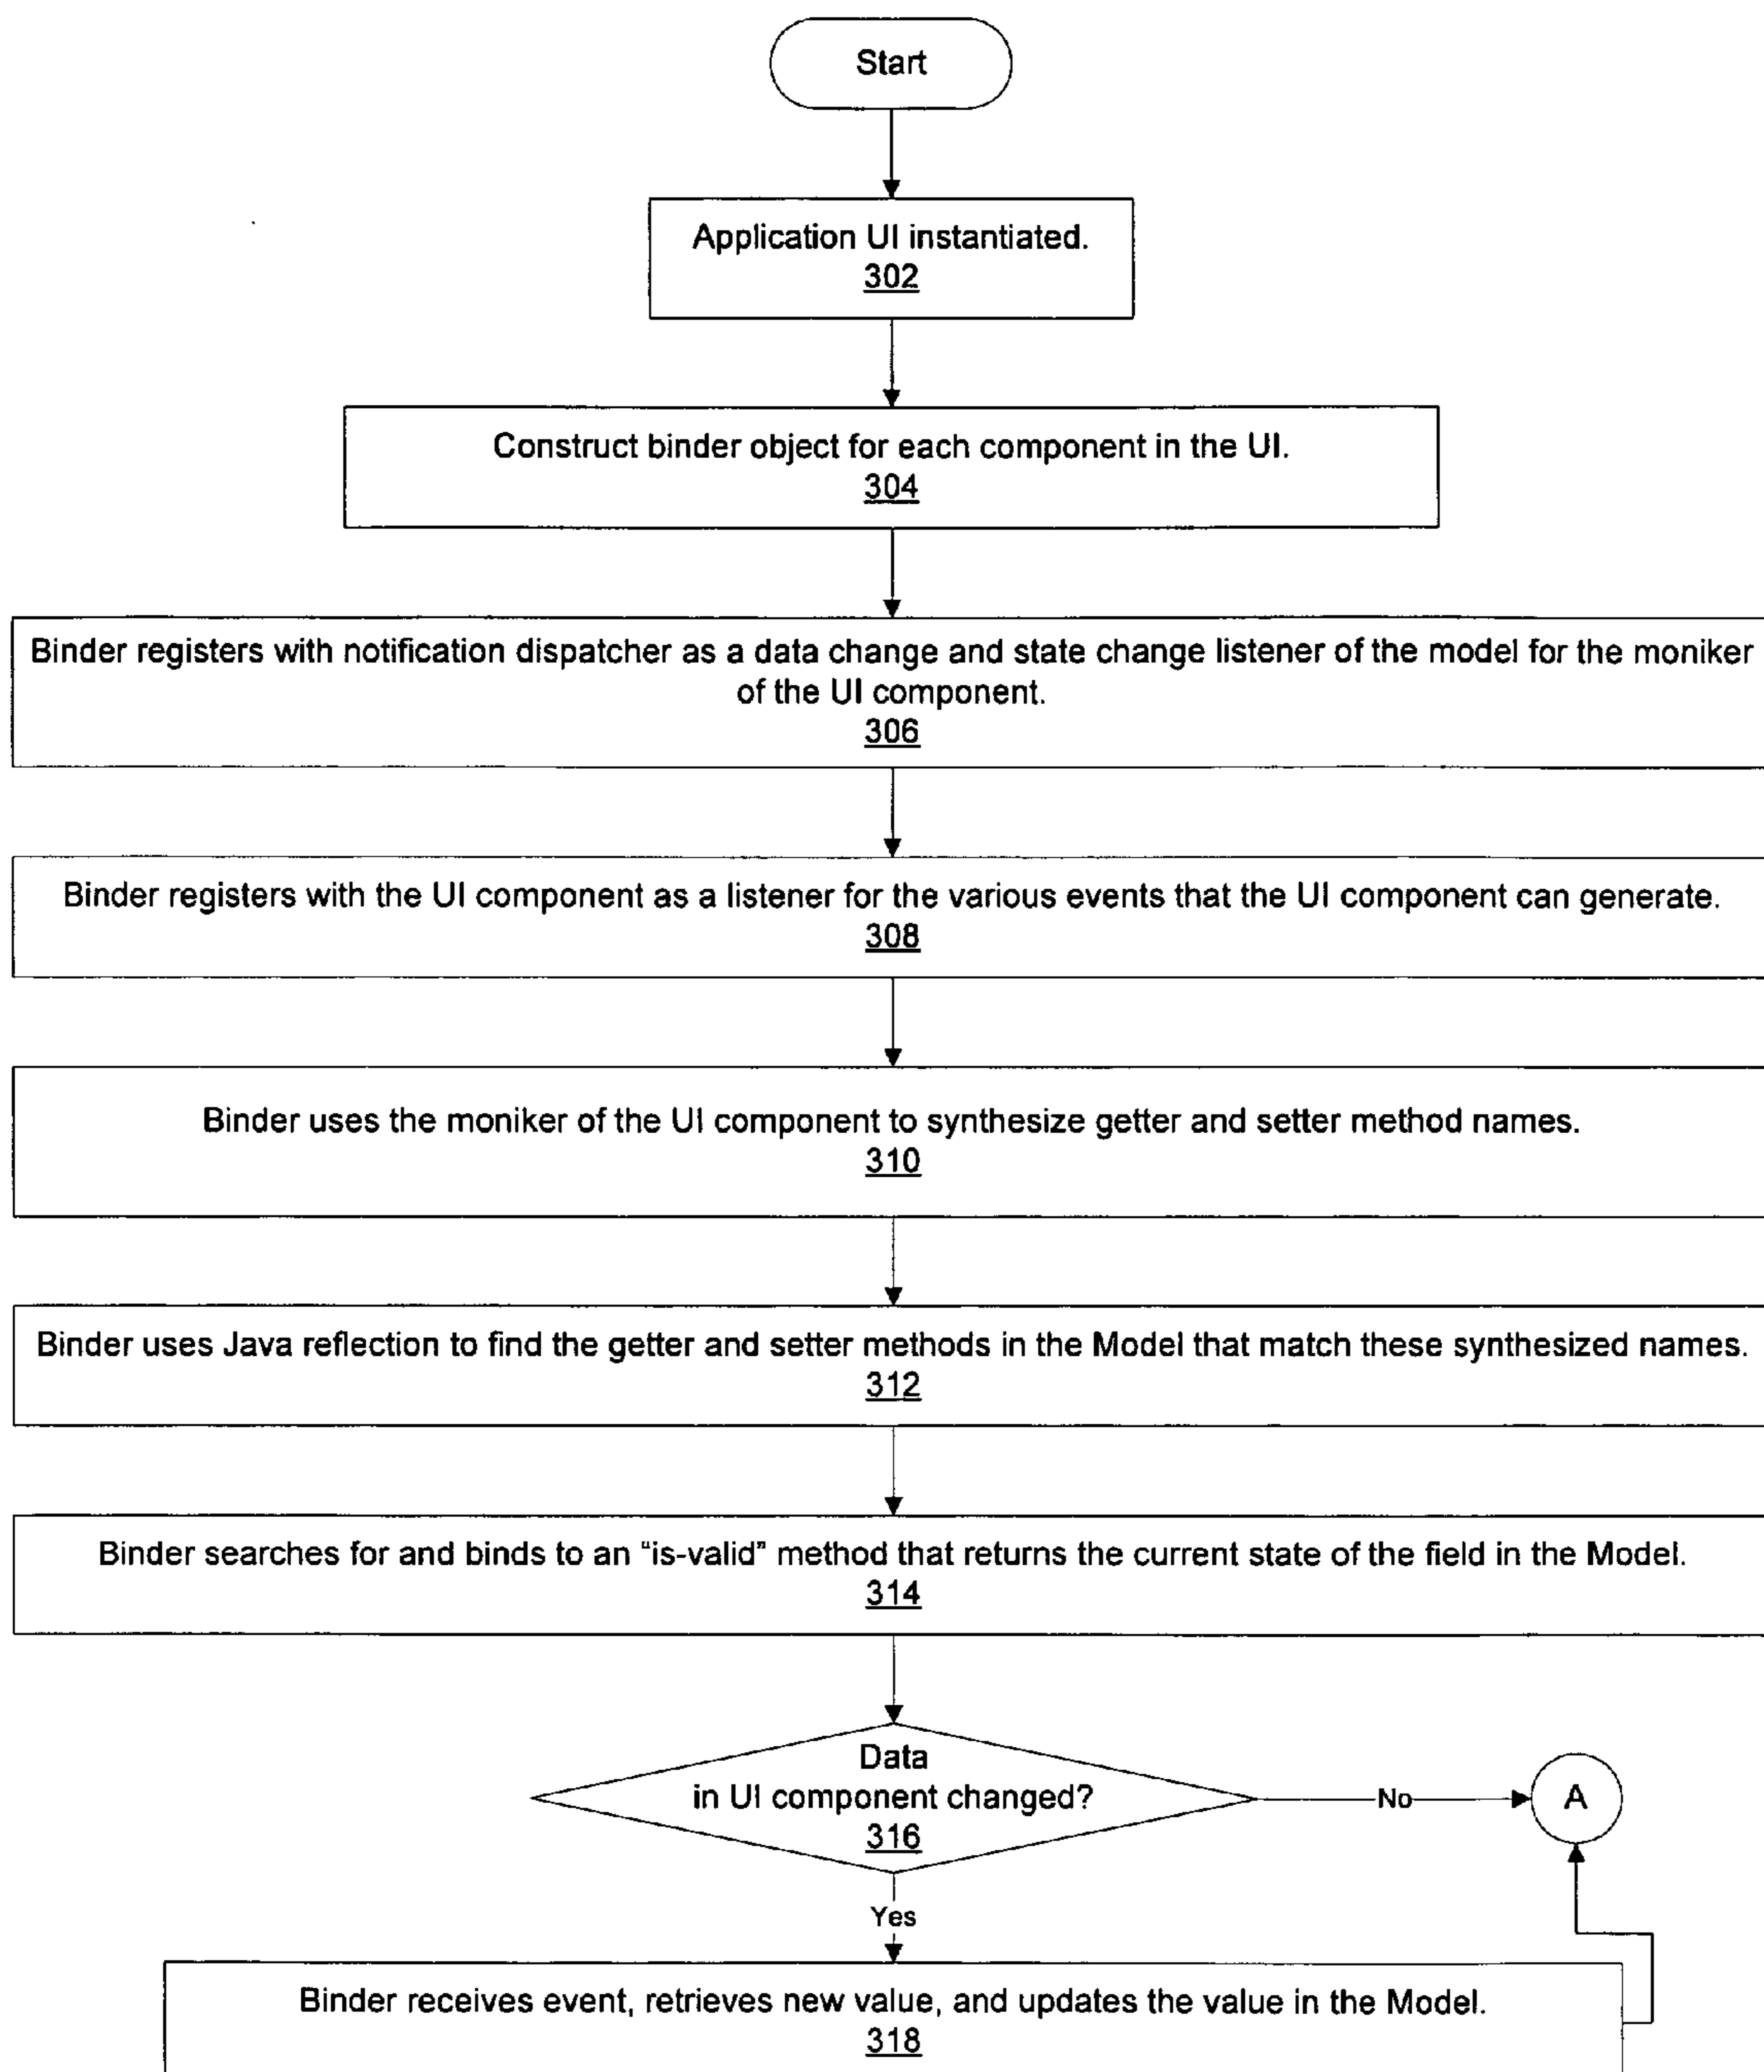 Start
Application UI instantiated.
302
Construct binder object for each component in the UI.
304
Binder registers with notification dispatcher as a data change and state change listener of the model for the moniker
of the UI component.
306
Binder registers with the UI component as a listener for the various events that the UI component can generate.
308
Binder uses the moniker of the UI component to synthesize getter and setter method names.
310
Binder uses Java reflection to find the getter and setter methods in the Model that match these synthesized names.
312
Binder searches for and binds to an “is-valid” method that returns the current state of the field in the Model.
314
Data
in UI component changed?
316
No
A
Yes
Binder receives event, retrieves new value, and updates the value in the Model.
318